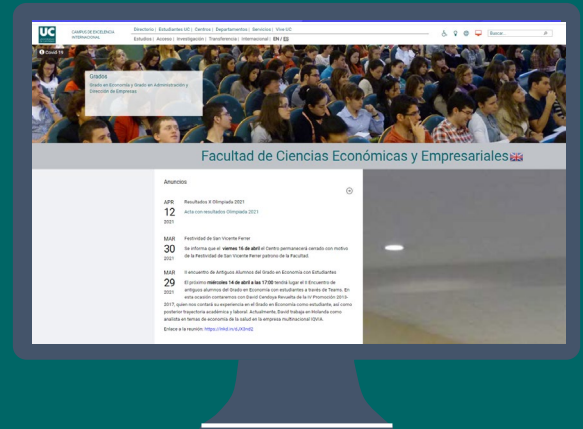 UC
CAMPUS DE EXCELENCIA
INTERNACIONAL
Directorio | Estudiantes UC | Centros | Departamentos | Servicios | Vive UC
Estudios | Acceso | Investigación | Transferencia | Internacional | EN / ES
Buscar...
Covid-19
Grados
Grado en Economía y Grado en Administración y
Dirección de Empresas
Facultad de Ciencias Económicas y Empresariales
Anuncios
APR
12
2021
Resultados X Olimpiada 2021
Acta con resultados Olimpiada 2021
MAR
30
2021
Festividad de San Vicente Ferrer
Se informa que el viernes 16 de abril el Centro permanecerá cerrado con motivo
de la Festividad de San Vicente Ferrer patrono de la Facultad.
MAR
29
2021
II encuentro de Antiguos Alumnos del Grado en Economía con Estudiantes
El próximo miércoles 14 de abril a las 17:00 tendrá lugar el II Encuentro de
antiguos alumnos del Grado en Economía con estudiantes a través de Teams. En
esta ocasión contaremos con David Cendoya Revuelta de la IV Promoción 2013-
2017, quien nos contará su experiencia en el Grado en Economía como estudiante, así como
posterior trayectoria académica y laboral. Actualmente, David trabaja en Holanda como
analista en temas de economía de la salud en la empresa multinacional IQVIA.
Enlace a la reunión: